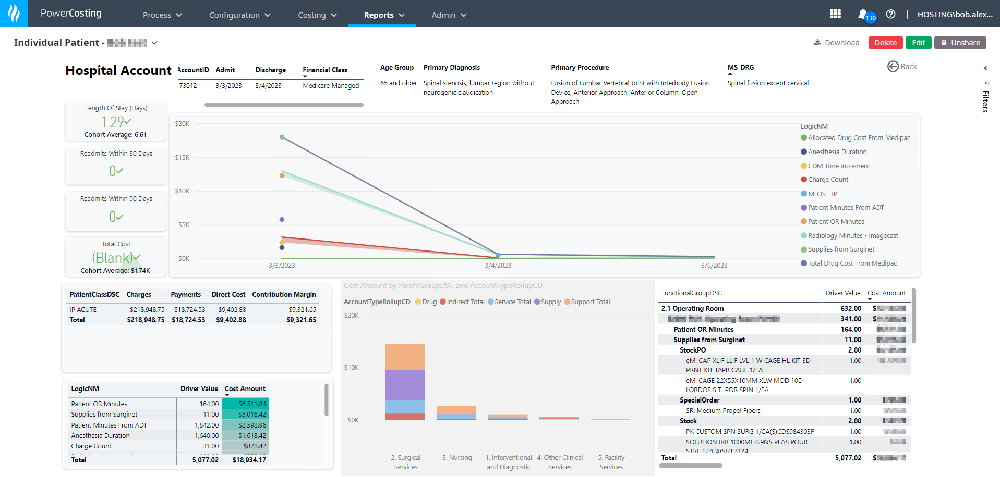 PowerCosting
Process
Configuration
Costing
Reports
Admin
130
HOSTING\bob.alex...
Individual Patient -
Download
Delete
Edit
Unshare
Hospital Account
AccountID Admit Discharge Financial Class
173012 3/3/2023 3/4/2023 Medicare Managed
Age Group Primary Diagnosis Primary Procedure MS-DRG
65 and older Spinal stenosis, lumbar region without Fusion of Lumbar Vertebral Joint with Interbody Fusion Spinal fusion except cervical
neurogenic claudication Device, Anterior Approach, Anterior Column, Open
Approach
Back
Filters
Length Of Stay (Days)
1.29
Cohort Average: 6.61
Readmits Within 30 Days
0
Readmits Within 90 Days
0
Total Cost
(Blank)
Cohort Average: $1.74K
$20K
$15K
$10K
$5K
$0K
3/3/2023 3/4/2023 3/6/2023
LogicNM
Allocated Drug Cost From Medipac
Anesthesia Duration
CDM Time Increment
Charge Count
MLOS - IP
Patient Minutes From ADT
Patient OR Minutes
Radiology Minutes - Imagecast
Supplies from Surginet
Total Drug Cost From Medipac
PatientClassDSC Charges Payments Direct Cost Contribution Margin
IP ACUTE $218,948.75 $18,724.53 $9,402.88 $9,321.65
Total $218,948.75 $18,724.53 $9,402.88 $9,321.65
LogicNM Driver Value Cost Amount
Patient OR Minutes 164.00 $6,511.84
Supplies from Surginet 11.00 $5,016.42
Patient Minutes From ADT 1,842.00 $2,598.96
Anesthesia Duration 1,640.00 $1,618.42
Charge Count 31.00 $878.42
Total 5,077.02 $18,934.17
Cost Amount by ParentGroupDSC and AccountTypeRollupCD
AccountTypeRollupCD Drug Indirect Total Service Total Supply Support Total
$20K
$10K
$0K
2. Surgical 3. Nursing 1. Interventional 4. Other Clinical 5. Facility
Services and Diagnostic Services Services
FunctionalGroupDSC Driver Value Cost Amount
2.1 Operating Room 632.00 $
341.00 $
Patient OR Minutes 164.00
Supplies from Surginet 11.00
StockPO 2.00
eM: CAP XLIF LLIF LVL 1 W CAGE HL KIT 3D 1.00
PRNT KIT TAPR CAGE 1/EA
eM: CAGE 22X55X10MM XLW MOD 10D 1.00
LORDOSIS TI POR SPIN 1/EA
SpecialOrder 1.00
SR: Medium Propel Fibers 1.00
Stock 2.00
PK CUSTOM SPN SURG 1/CA(S)CDS984303F 1.00
SOLUTION IRR 1000ML 0.9NS PLAS POUR 1.00
STRL 12/CA(S)2F7124
Total 5,077.02 $